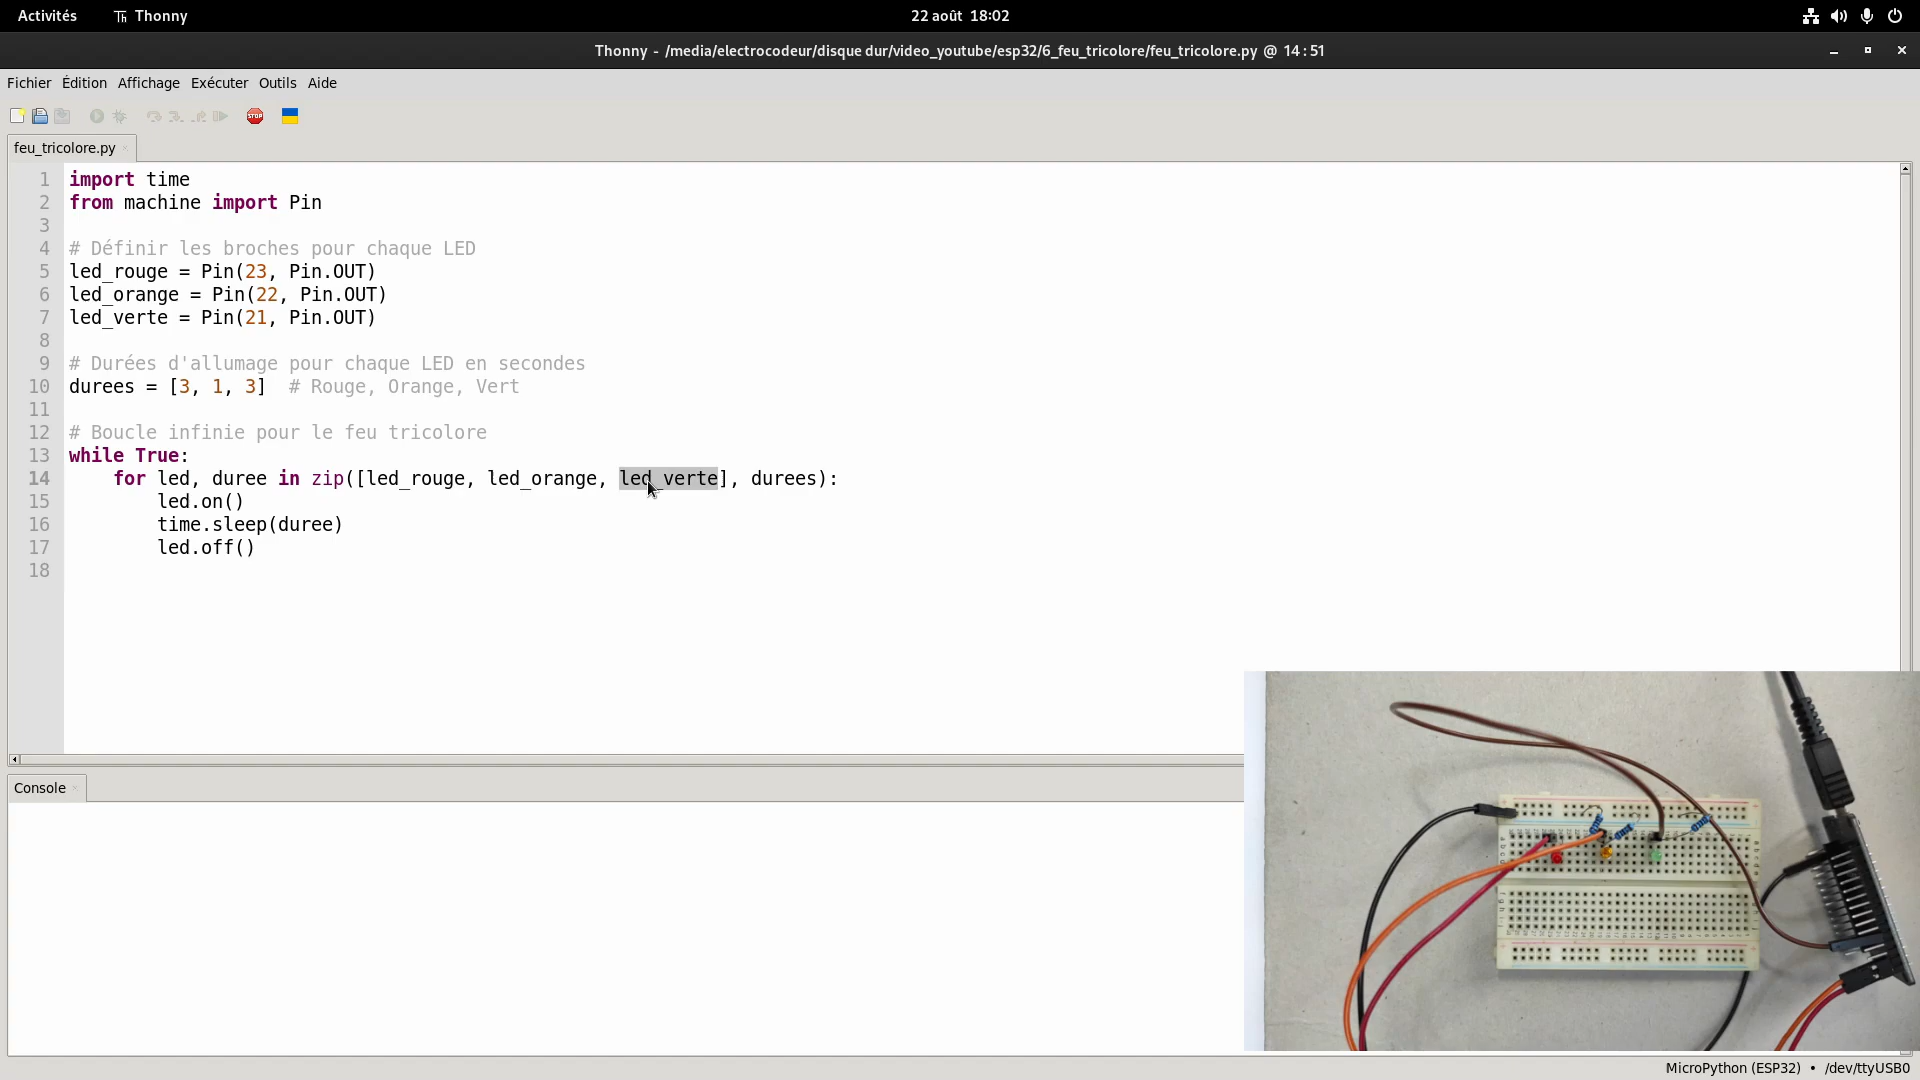 Activités
Thonny
22 août 18:02
Thonny - /media/electrocodeur/disque dur/video_youtube/esp32/6_feu_tricolore/feu_tricolore.py @ 14 : 51
Fichier Édition Affichage Exécuter Outils Aide
STOP
feu_tricolore.py
1 import time
2 from machine import Pin
3
4 # Définir les broches pour chaque LED
5 led_rouge = Pin(23, Pin.OUT)
6 led_orange = Pin(22, Pin.OUT)
7 led_verte = Pin(21, Pin.OUT)
8
9 # Durées d'allumage pour chaque LED en secondes
10 durees = [3, 1, 3]  # Rouge, Orange, Vert
11
12 # Boucle infinie pour le feu tricolore
13 while True:
14     for led, duree in zip([led_rouge, led_orange, led_verte], durees):
15         led.on()
16         time.sleep(duree)
17         led.off()
18
Console
MicroPython (ESP32) • /dev/ttyUSB0